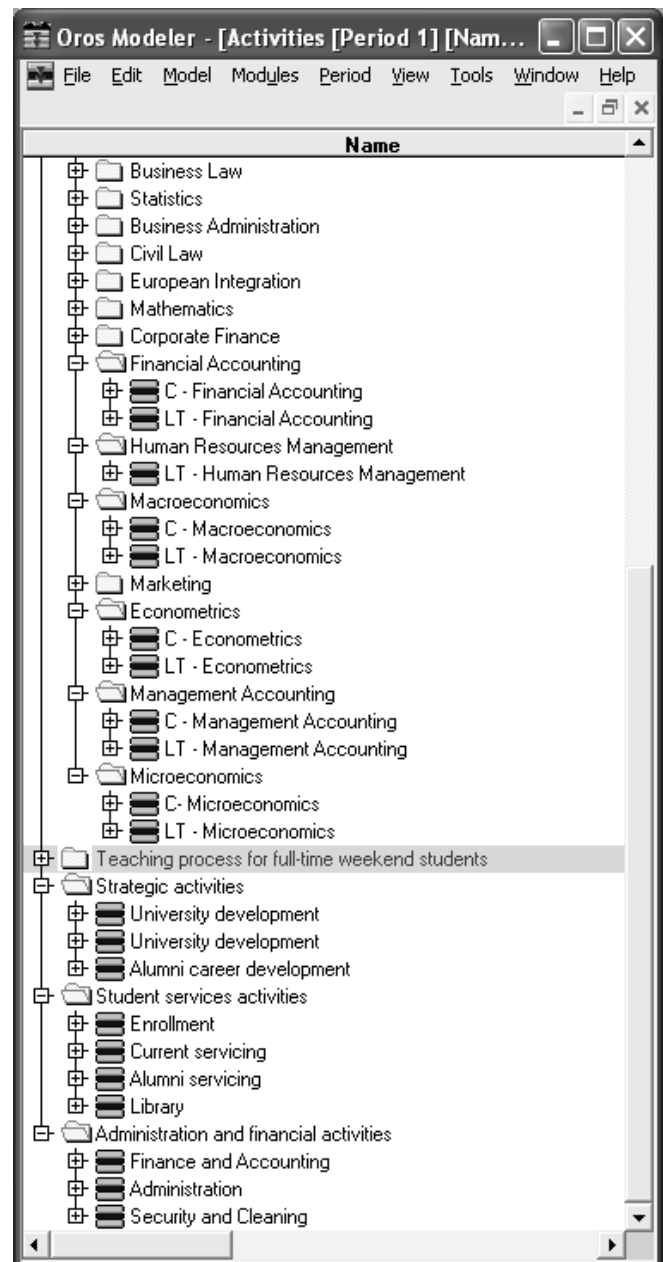 Oros Modeler - [Activities [Period 1] [Nam...
File Edit Model Modules Period View Tools Window Help
Name
Business Law
Statistics
Business Administration
Civil Law
European Integration
Mathematics
Corporate Finance
Financial Accounting
C - Financial Accounting
LT - Financial Accounting
Human Resources Management
LT - Human Resources Management
Macroeconomics
C - Macroeconomics
LT - Macroeconomics
Marketing
Econometrics
C - Econometrics
LT - Econometrics
Management Accounting
C - Management Accounting
LT - Management Accounting
Microeconomics
C- Microeconomics
LT - Microeconomics
Teaching process for full-time weekend students
Strategic activities
University development
University development
Alumni career development
Student services activities
Enrollment
Current servicing
Alumni servicing
Library
Administration and financial activities
Finance and Accounting
Administration
Security and Cleaning